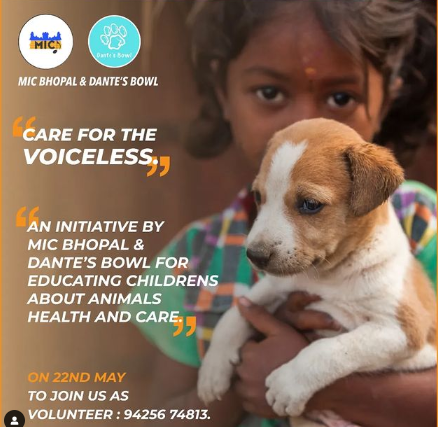 MIC
Dante's Bowl
MIC BHOPAL & DANTE'S BOWL
“CARE FOR THE
VOICELESS.”
“AN INITIATIVE BY
MIC BHOPAL &
DANTE'S BOWL FOR
EDUCATING CHILDRENS
ABOUT ANIMALS
HEALTH AND CARE.”
ON 22ND MAY
TO JOIN US AS
VOLUNTEER : 94256 74813.